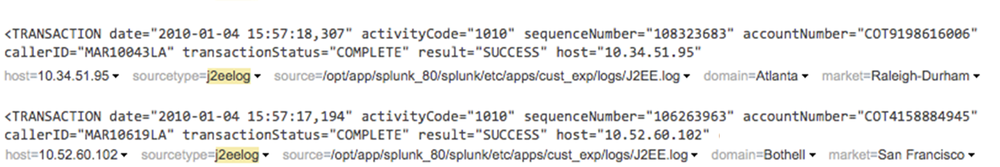 <TRANSACTION date="2010-01-04 15:57:18,307" activityCode="1010" sequenceNumber="108323683" accountNumber="COT9198616006"
callerID="MAR10043LA" transactionStatus="COMPLETE" result="SUCCESS" host="10.34.51.95"
host=10.34.51.95 sourcetype=j2eelog source=/opt/app/splunk_80/splunk/etc/apps/cust_exp/logs/J2EE.log domain=Atlanta market=Raleigh-Durham
<TRANSACTION date="2010-01-04 15:57:17,194" activityCode="1010" sequenceNumber="106263963" accountNumber="COT4158884945"
callerID="MAR10619LA" transactionStatus="COMPLETE" result="SUCCESS" host="10.52.60.102"
host=10.52.60.102 sourcetype=j2eelog source=/opt/app/splunk_80/splunk/etc/apps/cust_exp/logs/J2EE.log domain=Bothell market=San Francisco